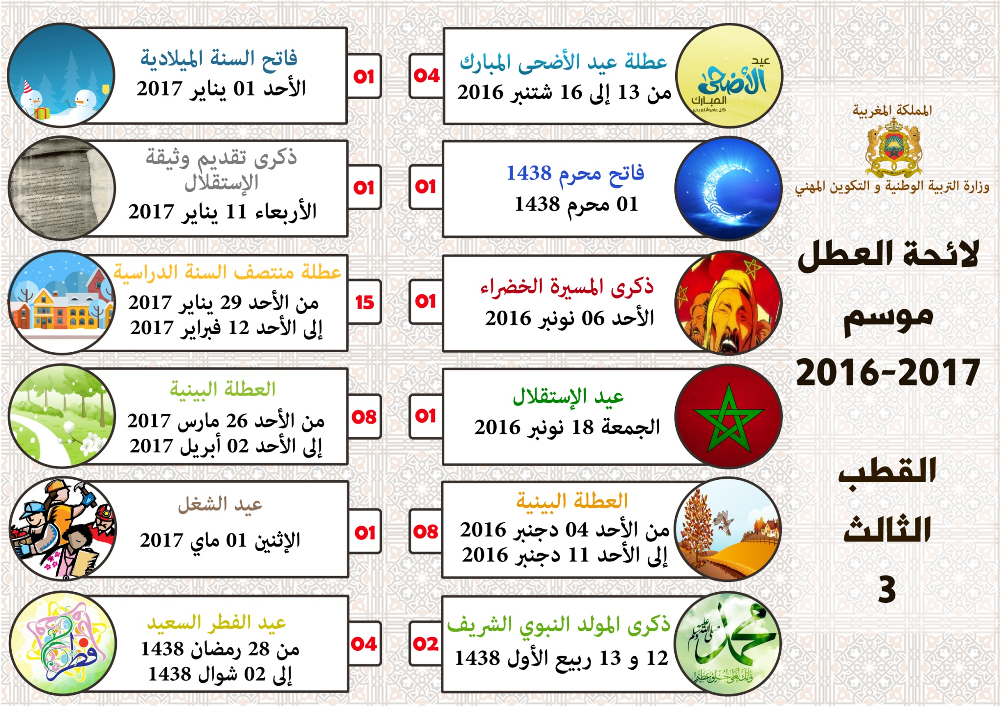 المملكة المغربية
وزارة التربية الوطنية و التكوين المهني
لائحة العطل
موسم
2016-2017
القطب
الثالث
3
عيد
الأضحى
المبارك
كل عام وأنتم بخير
عطلة عيد الأضحى المبارك
من 13 إلى 16 شتنبر 2016
04
فاتح محرم 1438
01 محرم 1438
01
ذكرى المسيرة الخضراء
الأحد 06 نونبر 2016
01
عيد الإستقلال
الجمعة 18 نونبر 2016
01
العطلة البينية
من الأحد 04 دجنبر 2016
إلى الأحد 11 دجنبر 2016
08
محمد
صلى الله عليه وسلم
وَإِنَّكَ لَعَلَىٰ خُلُقٍ عَظِيمٍ
ذكرى المولد النبوي الشريف
12 و 13 ربيع الأول 1438
02
فاتح السنة الميلادية
الأحد 01 يناير 2017
01
ذكرى تقديم وثيقة
الإستقلال
الأربعاء 11 يناير 2017
01
عطلة منتصف السنة الدراسية
من الأحد 29 يناير 2017
إلى الأحد 12 فبراير 2017
15
العطلة البينية
من الأحد 26 مارس 2017
إلى الأحد 02 أبريل 2017
08
عيد الشغل
الإثنين 01 ماي 2017
01
عيد الفطر السعيد
من 28 رمضان 1438
إلى 02 شوال 1438
04